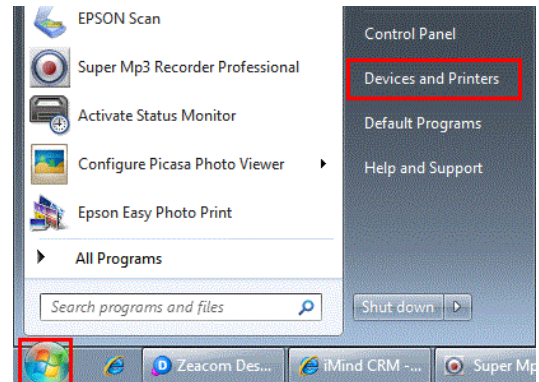 EPSON Scan
Super Mp3 Recorder Professional
Activate Status Monitor
Configure Picasa Photo Viewer
Epson Easy Photo Print
All Programs
Search programs and files
Control Panel
Devices and Printers
Default Programs
Help and Support
Shut down
Zeacom Des...
iMind CRM -...
Super Mp